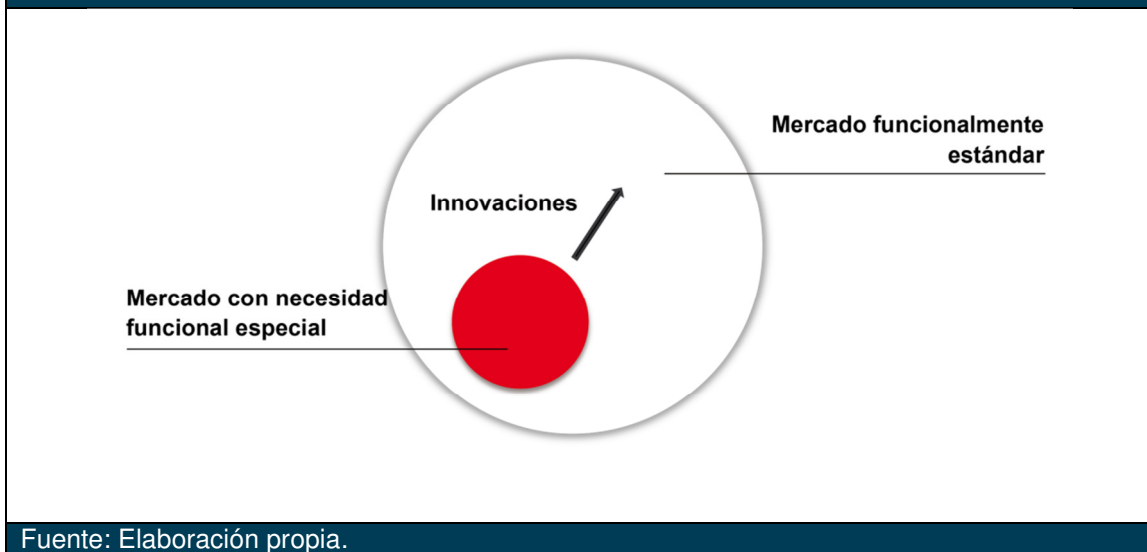 Mercado funcionalmente
estándar
Innovaciones
Mercado con necesidad
funcional especial
Fuente: Elaboración propia.